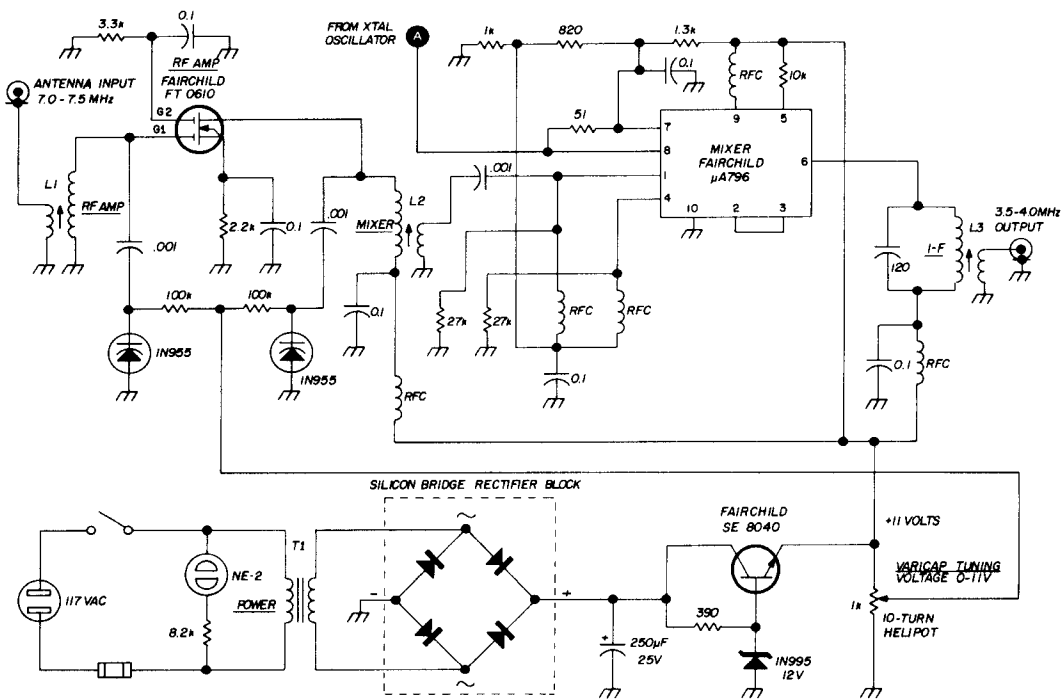 3.3k
0.1
RF AMP
FAIRCHILD
FT 0610
ANTENNA INPUT
7.0 - 7.5 MHz
G2
G1
L1
RF AMP
.001
2.2k
0.1
.001
100k
100k
1N955
1N955
FROM XTAL
OSCILLATOR
A
1k
820
1.3k
0.1
RFC
10k
51
7
8
1
4
9
5
6
10
2
3
MIXER
FAIRCHILD
μA796
.001
L2
MIXER
0.1
27k
27k
RFC
RFC
0.1
RFC
3.5-4.0MHz
OUTPUT
L3
I-F
120
0.1
RFC
SILICON BRIDGE RECTIFIER BLOCK
~
-
+
~
117 VAC
NE-2
8.2k
T1
POWER
+
250μF
25V
FAIRCHILD
SE 8040
390
1N995
12V
+11 VOLTS
VARICAP TUNING
VOLTAGE 0-11V
1k
10-TURN
HELIPOT